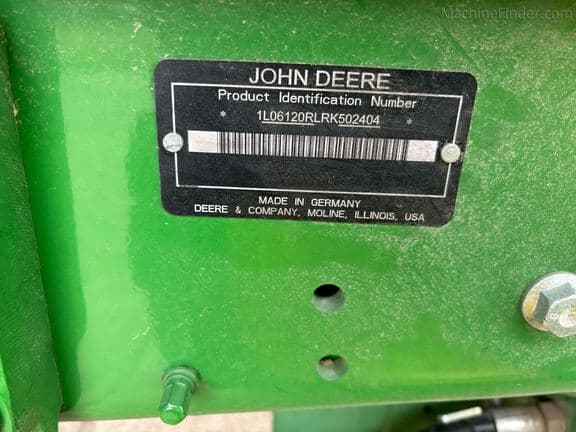 MachineFinder.com
JOHN DEERE
Product Identification Number
* 1L06120RLRK502404 *
MADE IN GERMANY
DEERE & COMPANY, MOLINE, ILLINOIS, USA